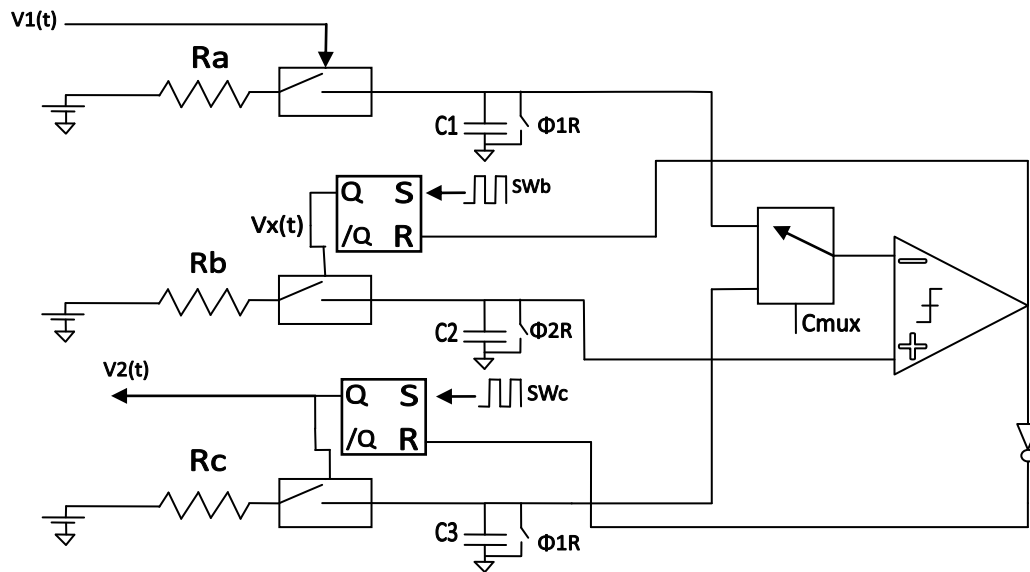 V1(t)
Ra
C1
Φ1R
Q S
SWb
Vx(t)
/Q R
Rb
C2
Φ2R
Cmux
V2(t)
Q S
SWc
/Q R
Rc
C3
Φ1R